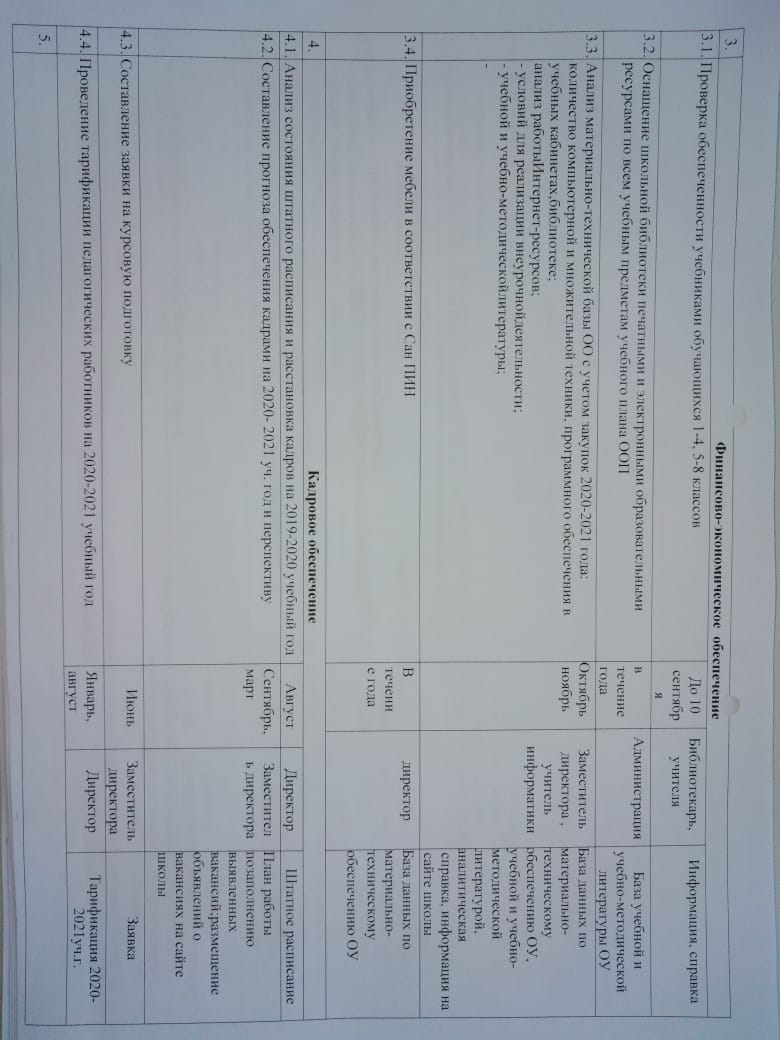 3.
Финансово-экономическое обеспечение
3.1. Проверка обеспеченности учебниками обучающихся 1-4, 5-8 классов
До 10
сентябр
я
Библиотекарь,
учителя
Информация, справка
3.2. Оснащение школьной библиотеки печатными и электронными образовательными
ресурсами по всем учебным предметам учебного плана ООП
в
течение
года
Администрация
База учебной и
учебно-методической
литературы ОУ
3.3. Анализ материально-технической базы ОО с учетом закупок 2020-2021 года:
количество компьютерной и множительной техники, программного обеспечения в
учебных кабинетах,библиотеке;
анализ работыИнтернет-ресурсов;
- условий для реализации внеурочнойдеятельности;
- учебной и учебно-методическойлитературы;
-
Октябрь
ноябрь
Заместитель
директора ,
учитель
информатики
База данных по
материально-
техническому
обеспечению ОУ,
учебной и учебно-
методической
литературой,
аналитическая
справка, информация на
сайте школы
3.4. Приобретение мебели в соответствии с Сан ПИН
В
течени
е года
директор
База данных по
материально-
техническому
обеспечению ОУ
4.
Кадровое обеспечение
4.1. Анализ состояния штатного расписания и расстановка кадров на 2019-2020 учебный год
Август
Директор
Штатное расписание
4.2. Составление прогноза обеспечения кадрами на 2020- 2021 уч. год и перспективу
Сентябрь,
март
Заместител
ь директора
План работы
позаполнению
выявленных
вакансий;размещение
объявлений о
вакансиях на сайте
школы
4.3. Составление заявки на курсовую подготовку
Июнь
Заместитель
директора
Заявка
4.4. Проведение тарификации педагогических работников на 2020-2021 учебный год
Январь,
август
Директор
Тарификация 2020-
2021уч.г.
5.